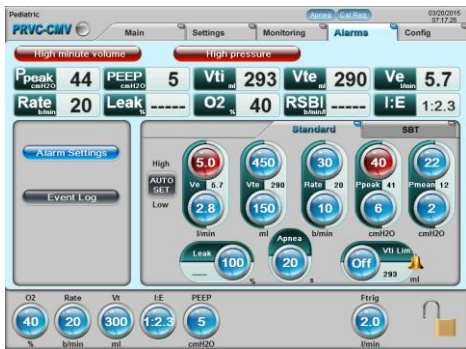 Pediatric Apnea Cal Req. 03/20/2015
07:17:25
PRVC-CMV Main Settings Monitoring Alarms Config
High minute volume High pressure
Ppeak cmH2O 44 PEEP cmH2O 5 Vti ml 293 Vte ml 290 Ve l/min 5.7
Rate b/min 20 Leak % ----- O2 % 40 RSBI b/min/l ----- I:E 1:2.3
Standard SBT
Alarm Settings
Event Log
High 5.0 450 30 40 22
AUTO SET
Ve 5.7 Vte 290 Rate 20 Ppeak 41 Pmean 12
Low 2.8 150 10 6 2
l/min ml b/min cmH2O cmH2O
Leak ---- 100 % Apnea 20 s Vti Lim Off 293 ml
O2 Rate Vt I:E PEEP Ftrig
40 20 300 1:2.3 5 2.0
% b/min ml cmH2O l/min